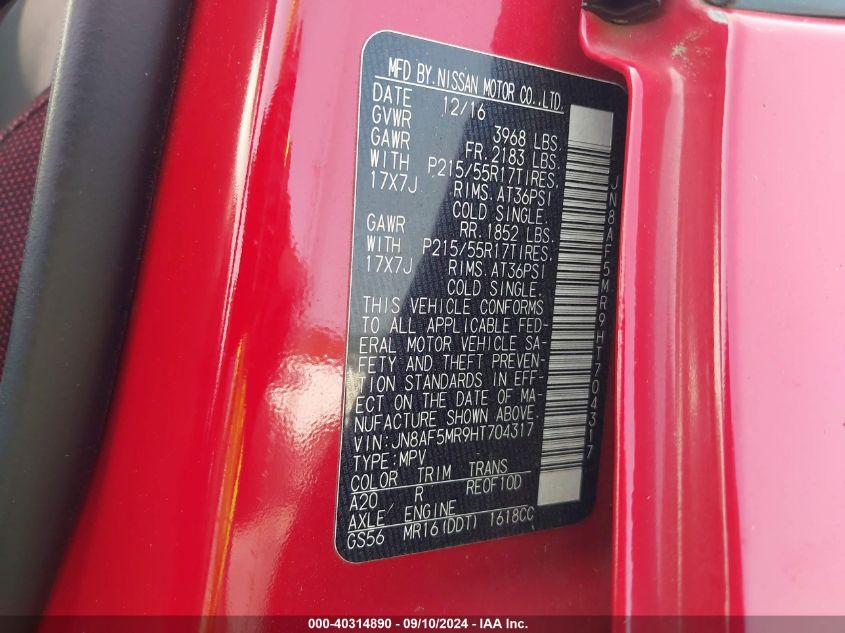 MFD BY.NISSAN MOTOR CO.,LTD.
DATE 12/16
GVWR 3968 LBS.
GAWR FR.2183 LBS.
WITH P215/55R17TIRES.
17X7J RIMS.AT36PSI
COLD SINGLE.
GAWR RR.1852 LBS.
WITH P215/55R17TIRES.
17X7J RIMS.AT36PSI
COLD SINGLE.
THIS VEHICLE CONFORMS
TO ALL APPLICABLE FED-
ERAL MOTOR VEHICLE SA-
FETY AND THEFT PREVEN-
TION STANDARDS IN EFF
ECT ON THE DATE OF MA-
NUFACTURE SHOWN ABOVE.
VIN:JN8AF5MR9HT704317
TYPE:MPV
COLOR TRIM TRANS
A20 R RE0F10D
AXLE ENGINE
GS56 MR16(DDT) 1618CC
JN8AF5MR9HT704317
000-40314890 - 09/10/2024 - IAA Inc.